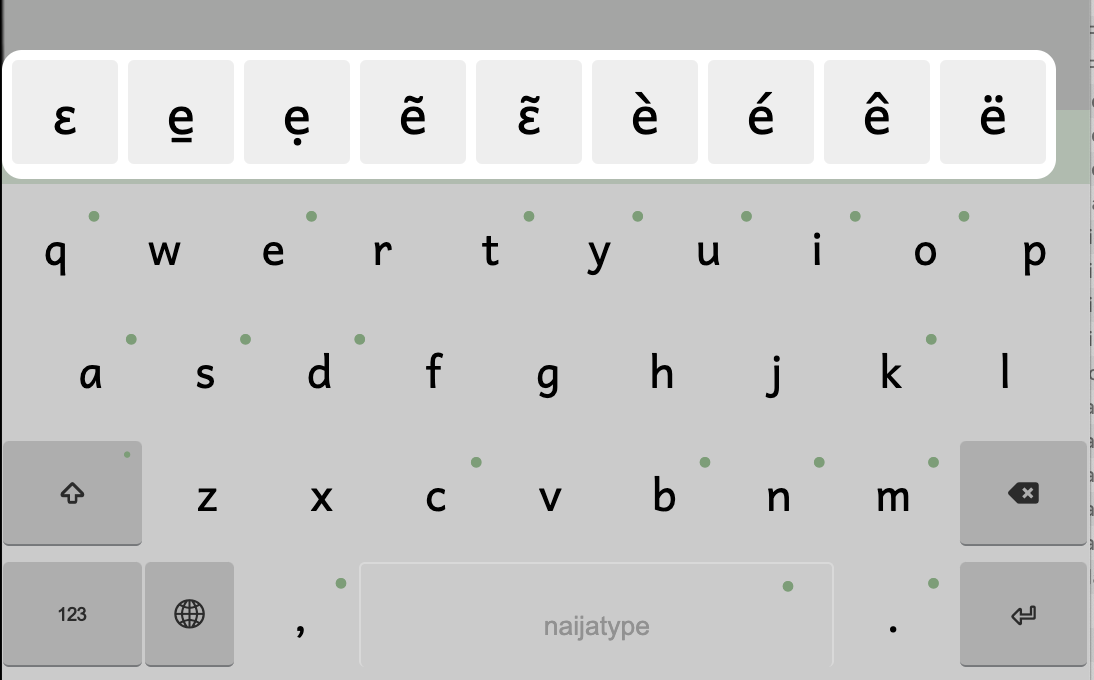 ɛ e̱ ẹ ẽ ɛ̃ è é ê ë
q w e r t y u i o p
a s d f g h j k l
z x c v b n m
123 , naijatype .